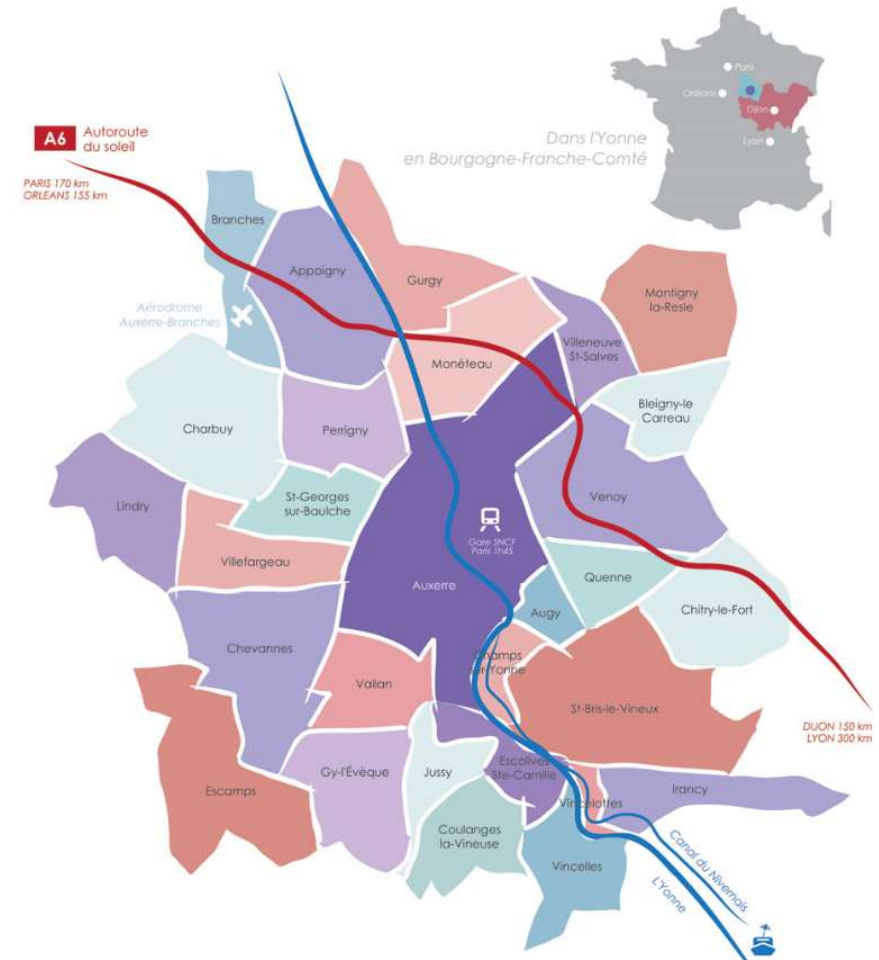 Paris
Orléans
Dijon
Lyon
Dans l'Yonne
en Bourgogne-Franche-Comté
A6
Autoroute
du soleil
PARIS 170 km
ORLEANS 155 km
Branches
Appoigny
Gurgy
Montigny
la-Resle
Aérodrome
Auxerre-Branches
Villeneuve
St-Salves
Monéteau
Bleigny-le
Carreau
Charbuy
Perrigny
Lindry
St-Georges
sur-Baulche
Venoy
Gare SNCF
Paris 1h45
Villefargeau
Quenne
Auxerre
Augy
Chitry-le-Fort
Chevannes
Champs
sur-Yonne
Vallan
St-Bris-le-Vineux
DIJON 150 km
LYON 300 km
Escamps
Gy-l'Évèque
Jussy
Escolives
Ste-Camille
Irancy
Vincelottes
Coulanges
la-Vineuse
Vincelles
Canal du Nivernais
L'Yonne